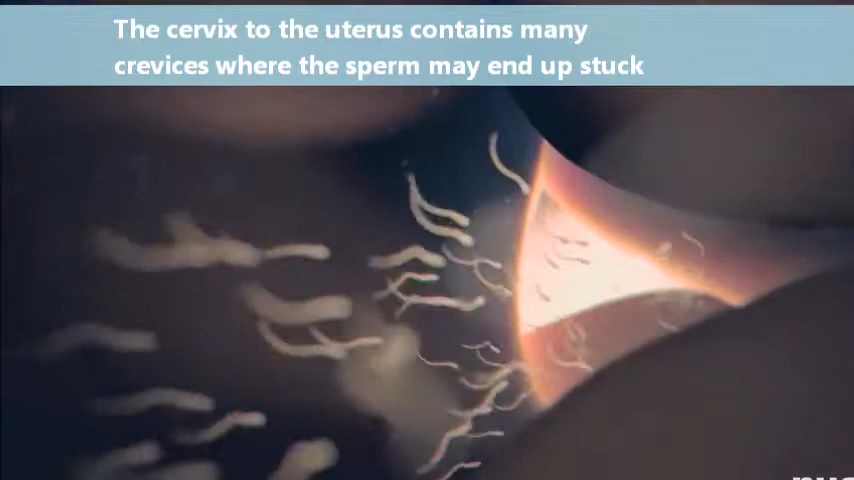 The cervix to the uterus contains many
crevices where the sperm may end up stuck